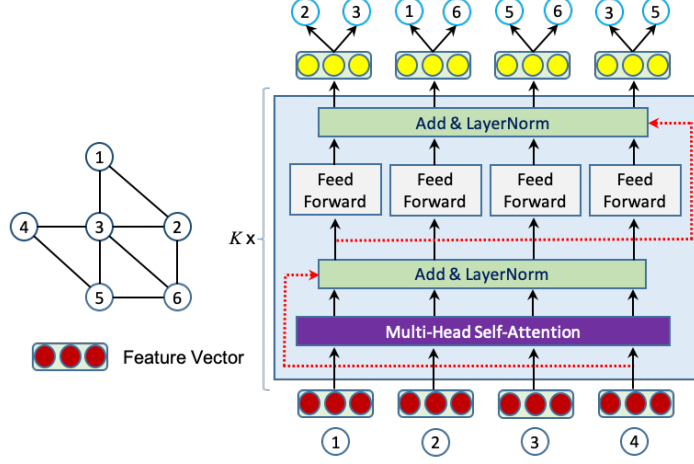 2 3 1 6 5 6 3 5
Add & LayerNorm
Feed Forward
Feed Forward
Feed Forward
Feed Forward
K x
Add & LayerNorm
Multi-Head Self-Attention
1 2 3 4
1
4 3 2
5 6
Feature Vector